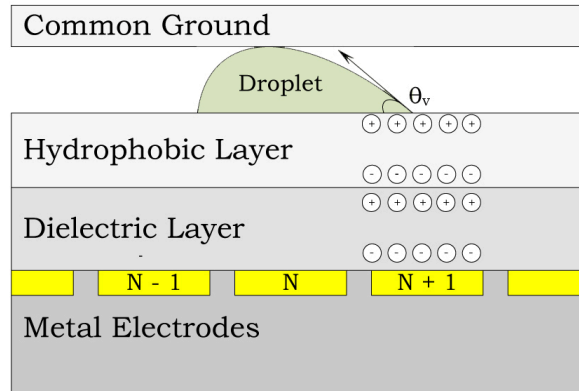 Common Ground
Droplet
θv
+ + + + +
Hydrophobic Layer
- - - - -
+ + + + +
Dielectric Layer
-
- - - - -
N - 1 N N + 1
Metal Electrodes